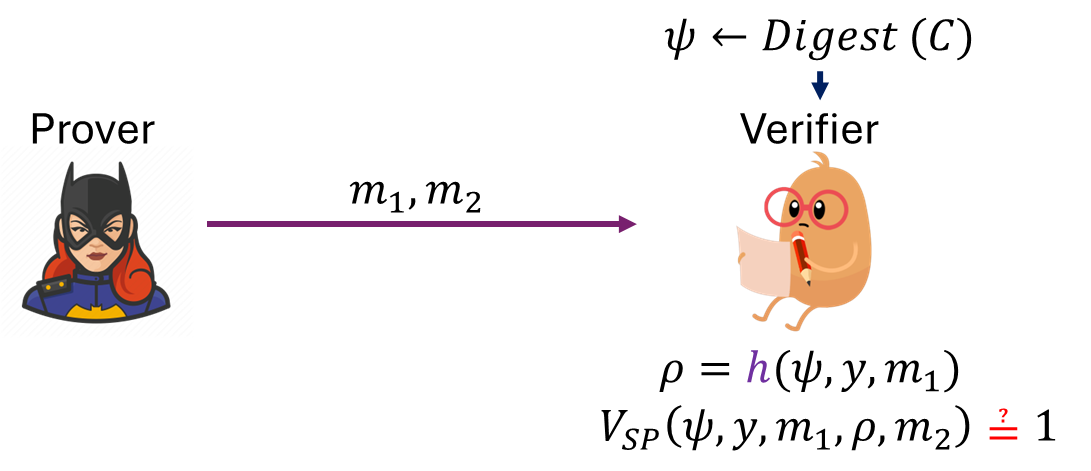 ψ ← Digest (C)
Prover
Verifier
m₁, m₂
ρ = h(ψ, y, m₁)
V_SP(ψ, y, m₁, ρ, m₂) ≟ 1